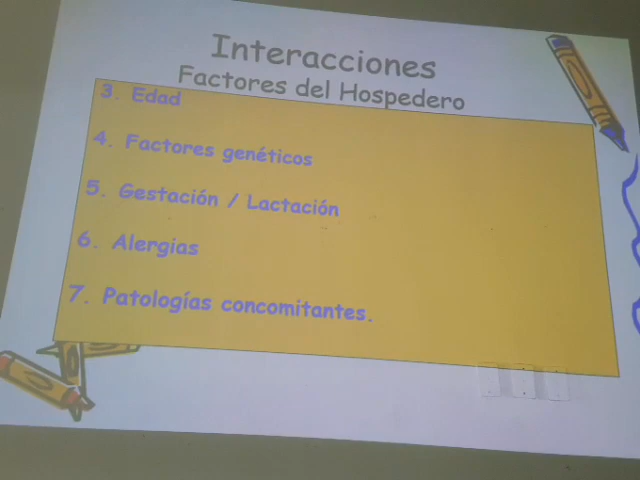 Interacciones
Factores del Hospedero
3. Edad
4. Factores genéticos
5. Gestación / Lactación
6. Alergias
7. Patologías concomitantes.